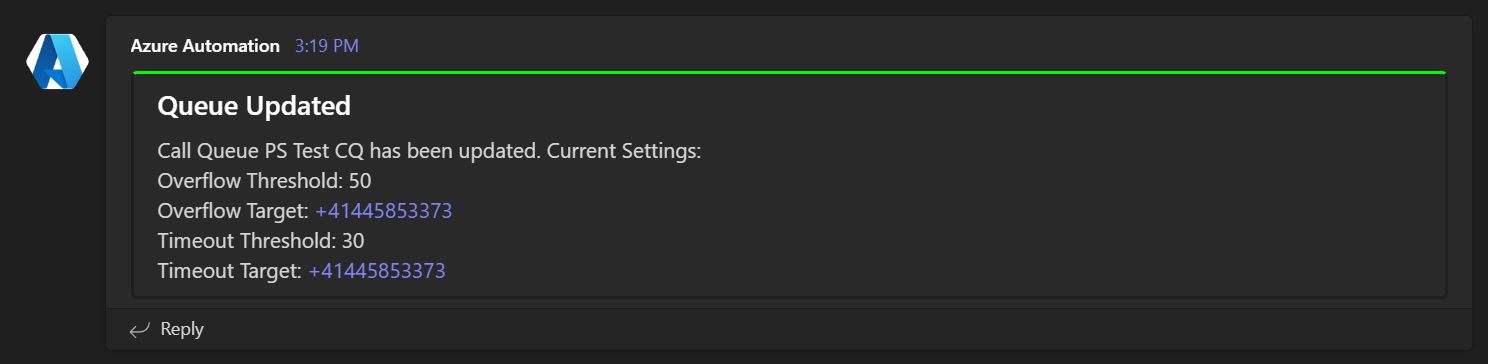 Azure Automation 3:19 PM
Queue Updated
Call Queue PS Test CQ has been updated. Current Settings:
Overflow Threshold: 50
Overflow Target: +41445853373
Timeout Threshold: 30
Timeout Target: +41445853373
Reply